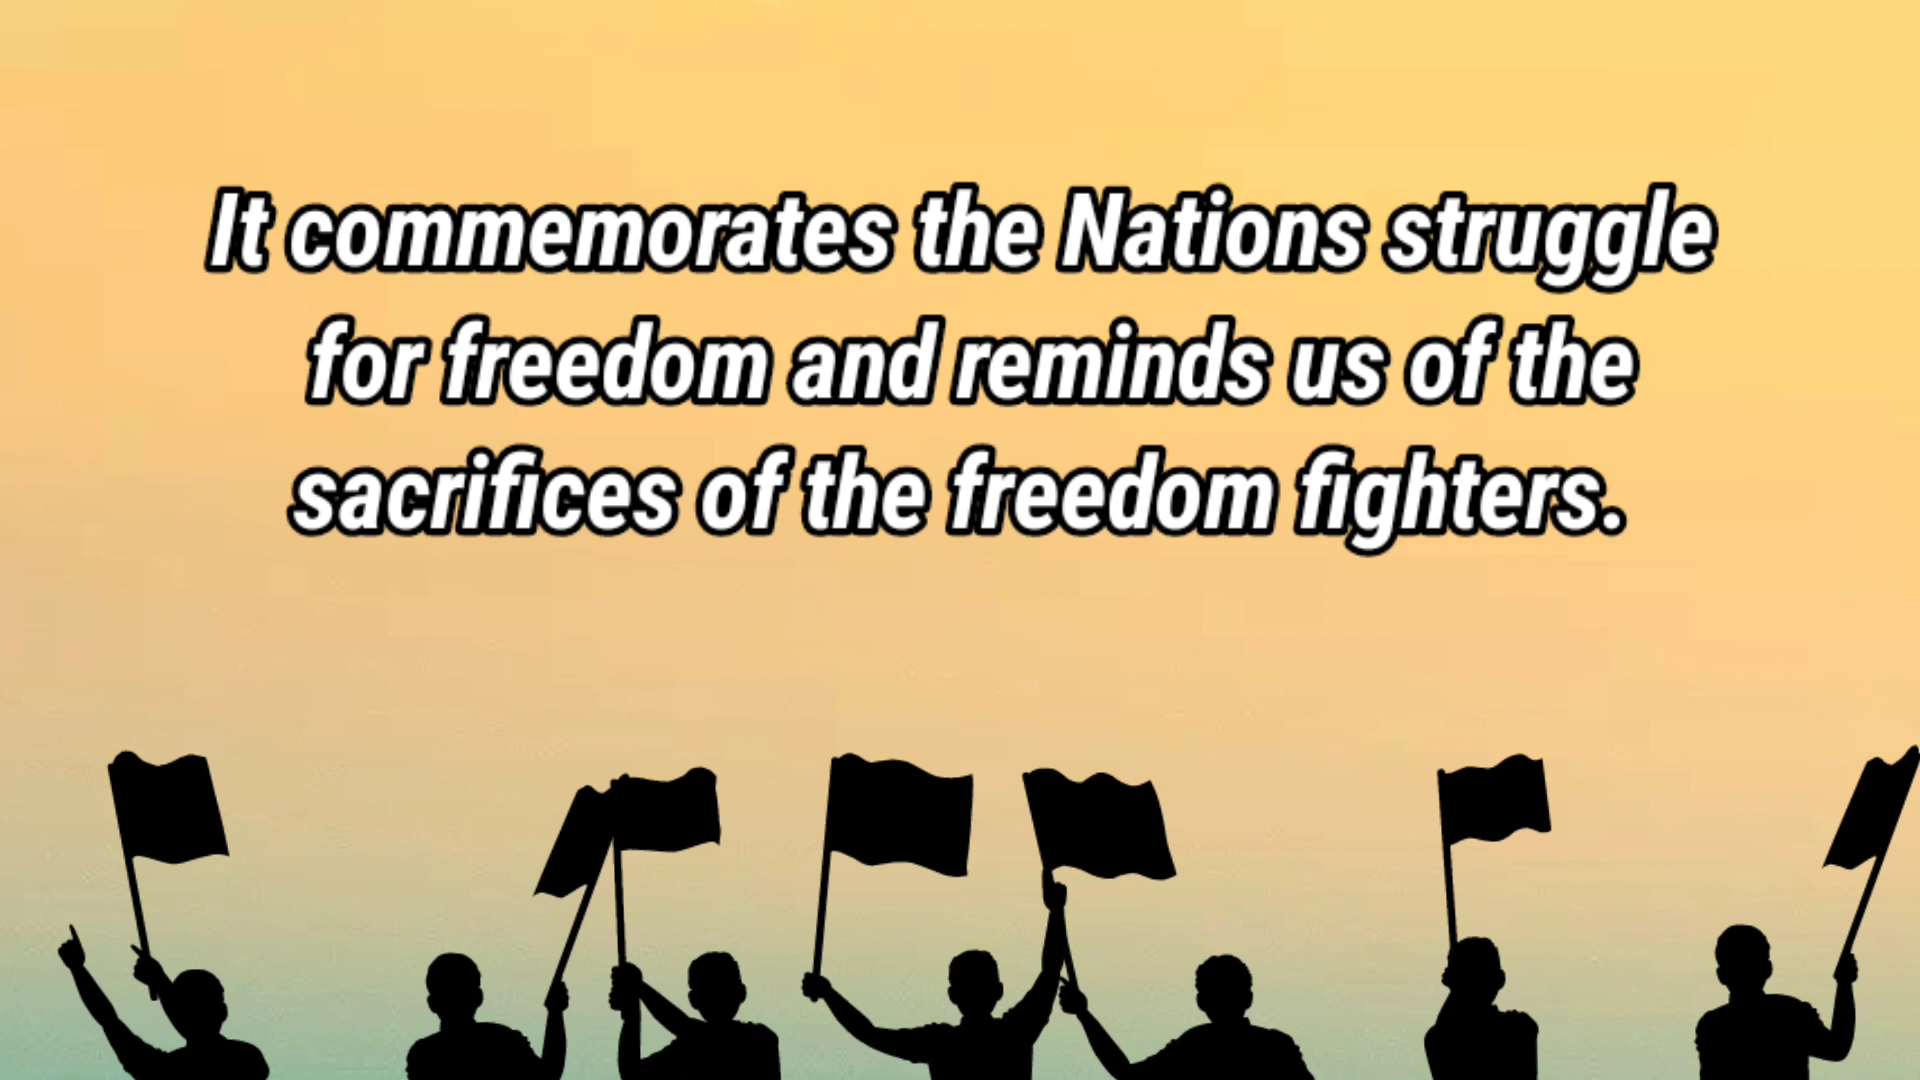 It commemorates the Nations struggle
for freedom and reminds us of the
sacrifices of the freedom fighters.